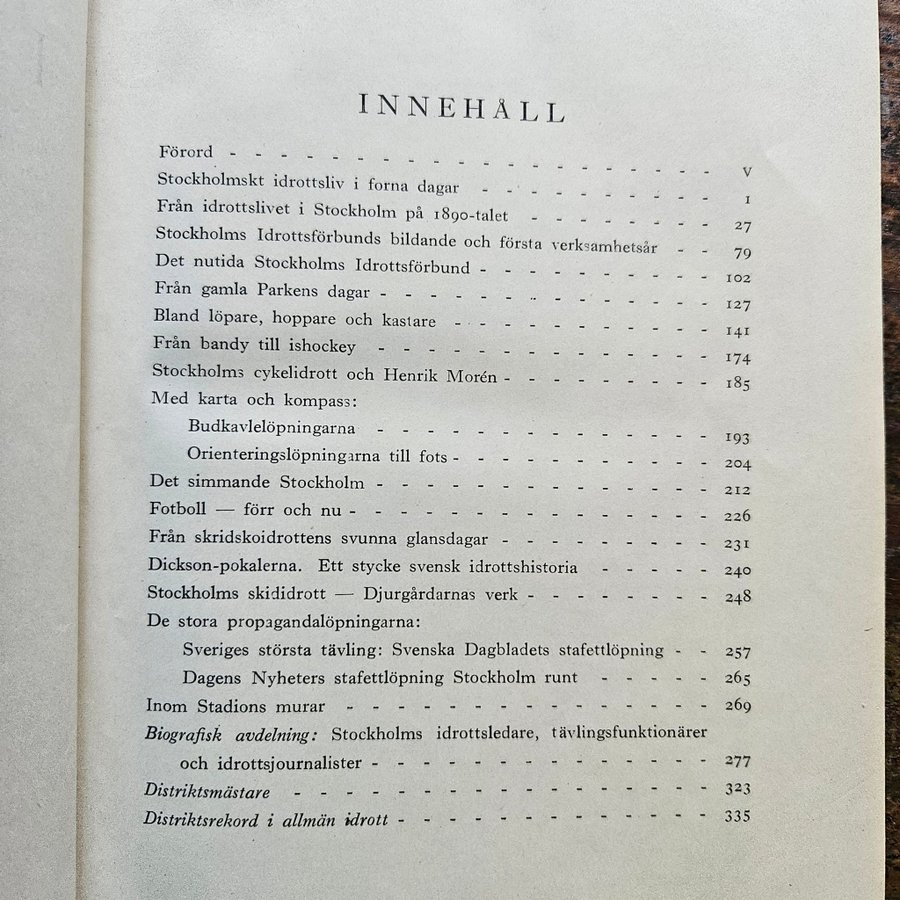 INNEHÅLL
Förord - - - - - - - - - - - - - - - - - - - V
Stockholmskt idrottsliv i forna dagar - - - - - - - - - - 1
Från idrottslivet i Stockholm på 1890-talet - - - - - - - - 27
Stockholms Idrottsförbunds bildande och första verksamhetsår - - 79
Det nutida Stockholms Idrottsförbund - - - - - - - - - - 102
Från gamla Parkens dagar - - - - - - - - - - - - - - 127
Bland löpare, hoppare och kastare - - - - - - - - - - - 141
Från bandy till ishockey - - - - - - - - - - - - - - 174
Stockholms cykelidrott och Henrik Morén - - - - - - - - - 185
Med karta och kompass:
Budkavlelöpningarna - - - - - - - - - - - - - - 193
Orienteringslöpningarna till fots - - - - - - - - - - - 204
Det simmande Stockholm - - - - - - - - - - - - - - 212
Fotboll — förr och nu - - - - - - - - - - - - - - - 226
Från skridskoidrottens svunna glansdagar - - - - - - - - - 231
Dickson-pokalerna. Ett stycke svensk idrottshistoria - - - - - 240
Stockholms skididrott — Djurgårdarnas verk - - - - - - - - 248
De stora propagandalöpningarna:
Sveriges största tävling: Svenska Dagbladets stafettlöpning - - 257
Dagens Nyheters stafettlöpning Stockholm runt - - - - - 265
Inom Stadions murar - - - - - - - - - - - - - - - 269
Biografisk avdelning: Stockholms idrottsledare, tävlingsfunktionärer
och idrottsjournalister - - - - - - - - - - - - - - 277
Distriktsmästare - - - - - - - - - - - - - - - - - 323
Distriktsrekord i allmän idrott - - - - - - - - - - - - - 335